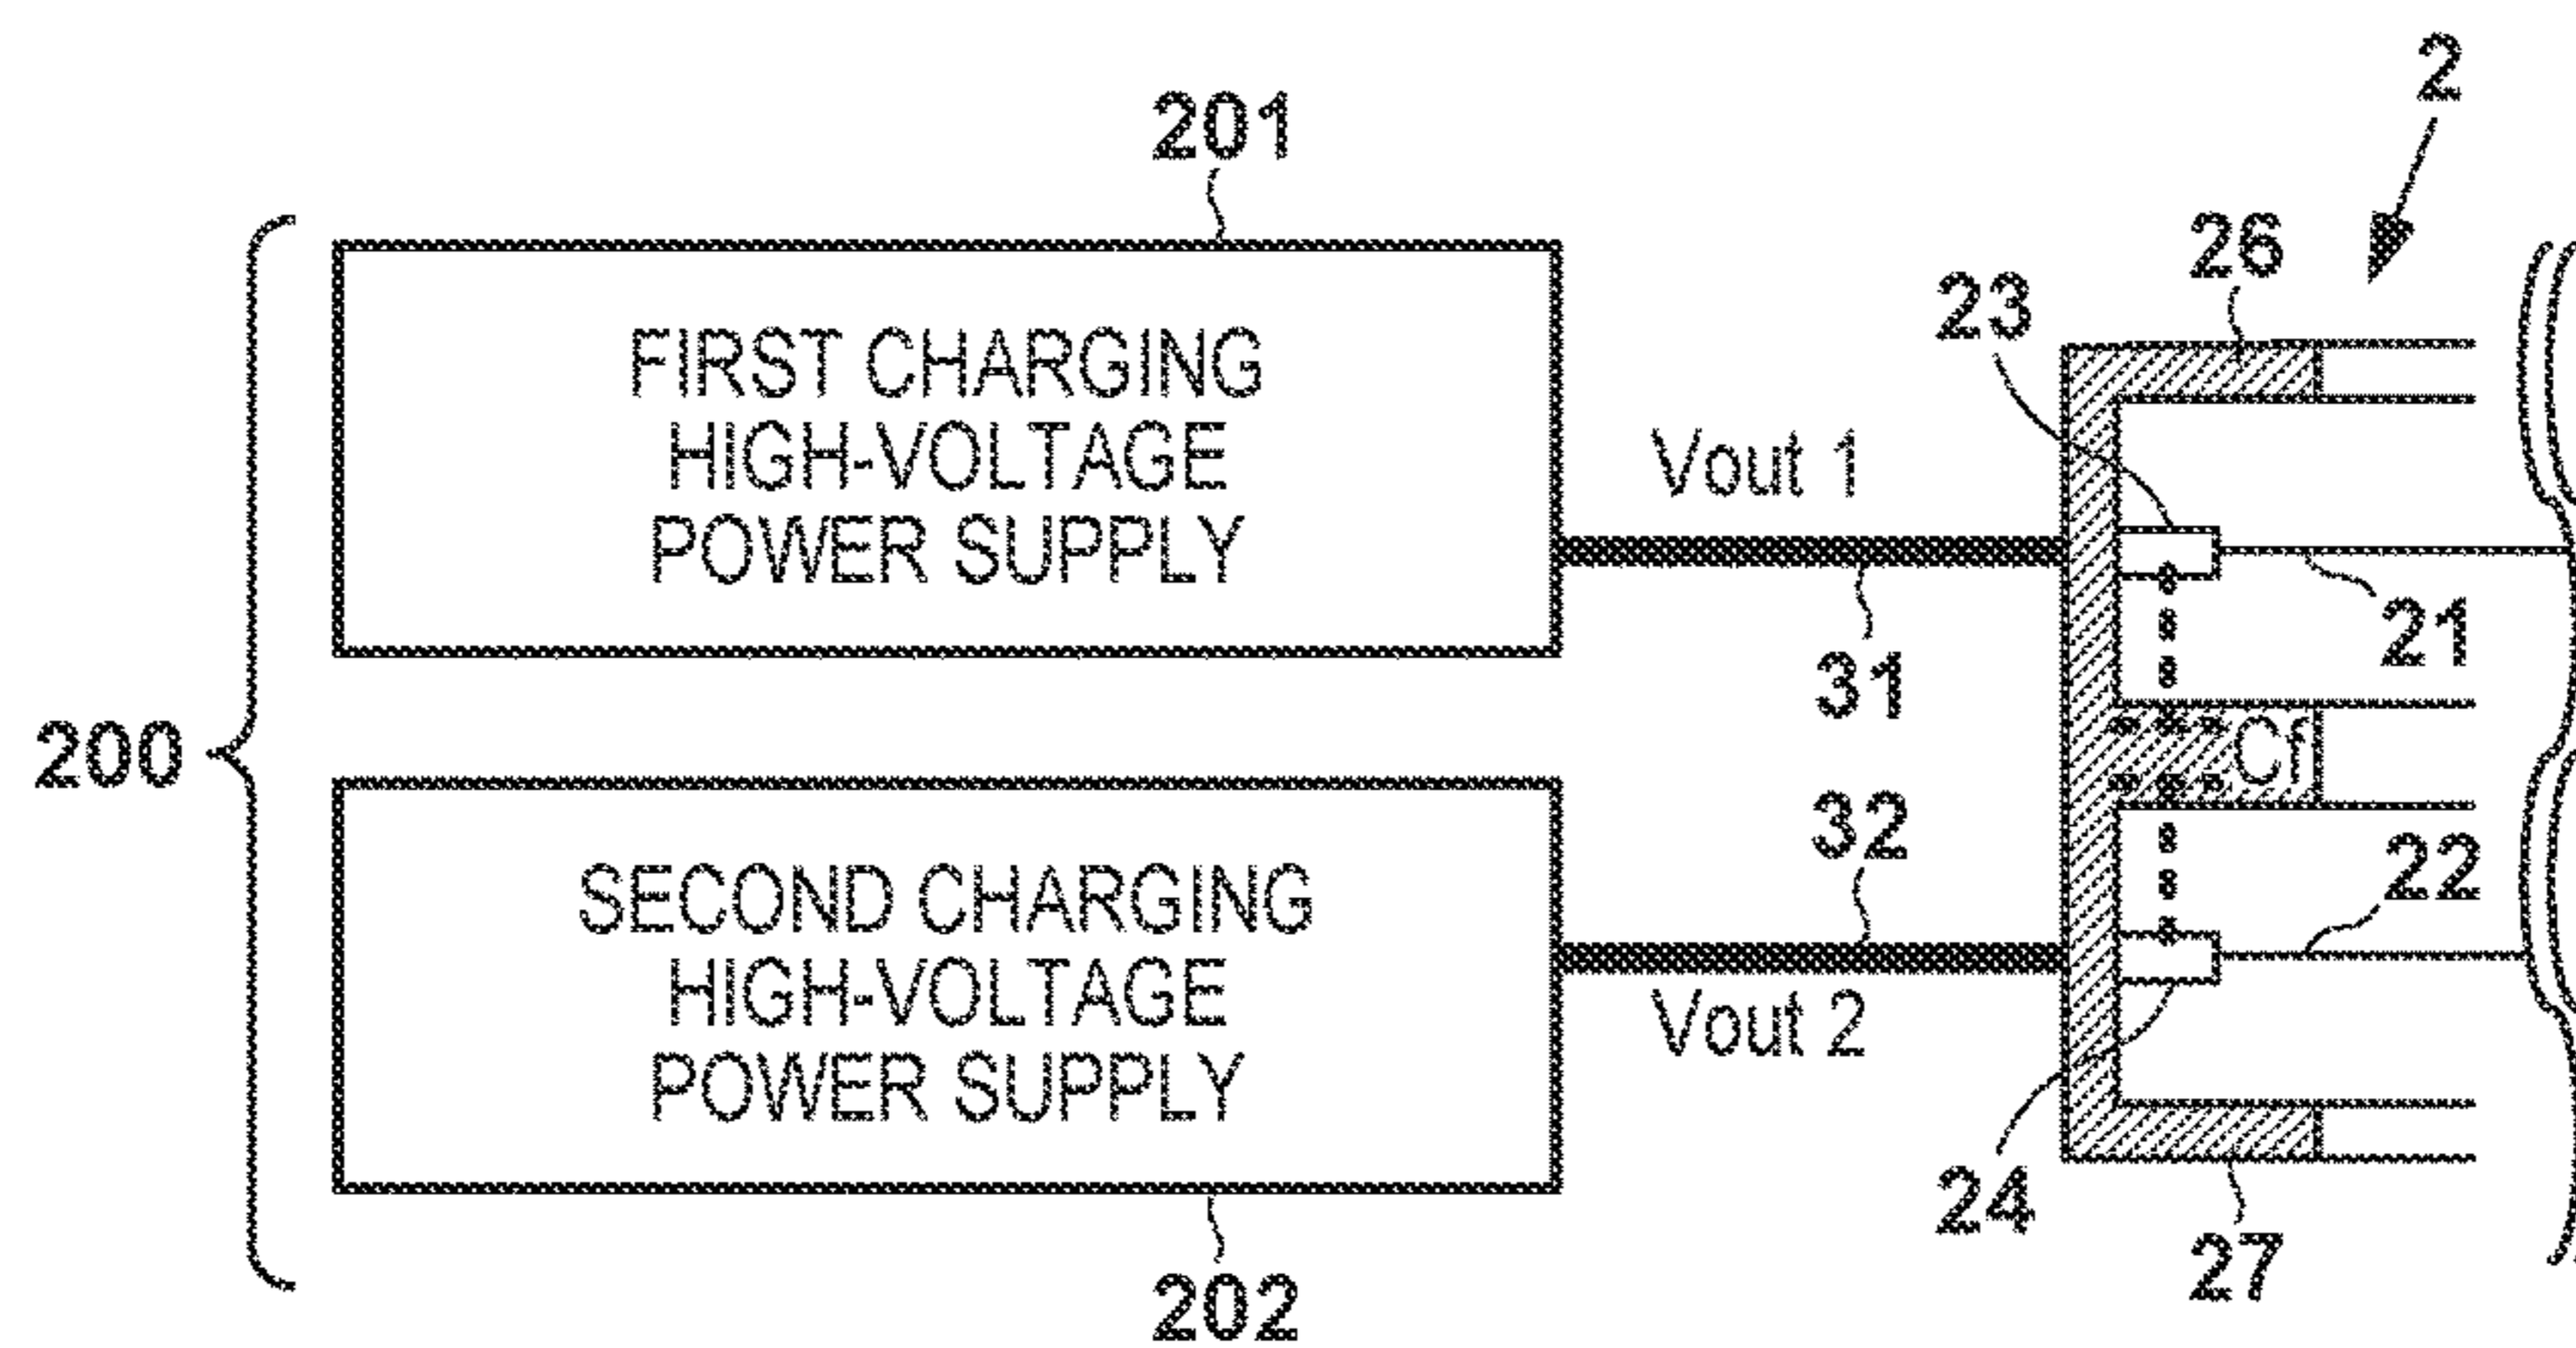 2
201
26
23
FIRST CHARGING
HIGH-VOLTAGE
POWER SUPPLY
Vout 1
21
31
200
Cf
32
22
SECOND CHARGING
HIGH-VOLTAGE
POWER SUPPLY
Vout 2
24
27
202